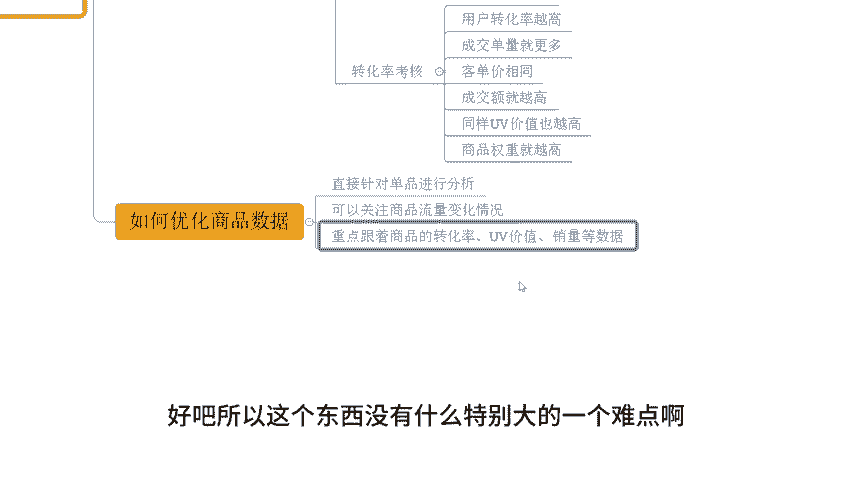 用户转化率越高
成交单量就更多
转化率考核
客单价相同
成交额就越高
同样UV价值也越高
商品权重就越高
直接针对单品进行分析
如何优化商品数据
可以关注商品流量变化情况
重点跟着商品的转化率、UV价值、销量等数据
好吧所以这个东西没有什么特别大的一个难点啊